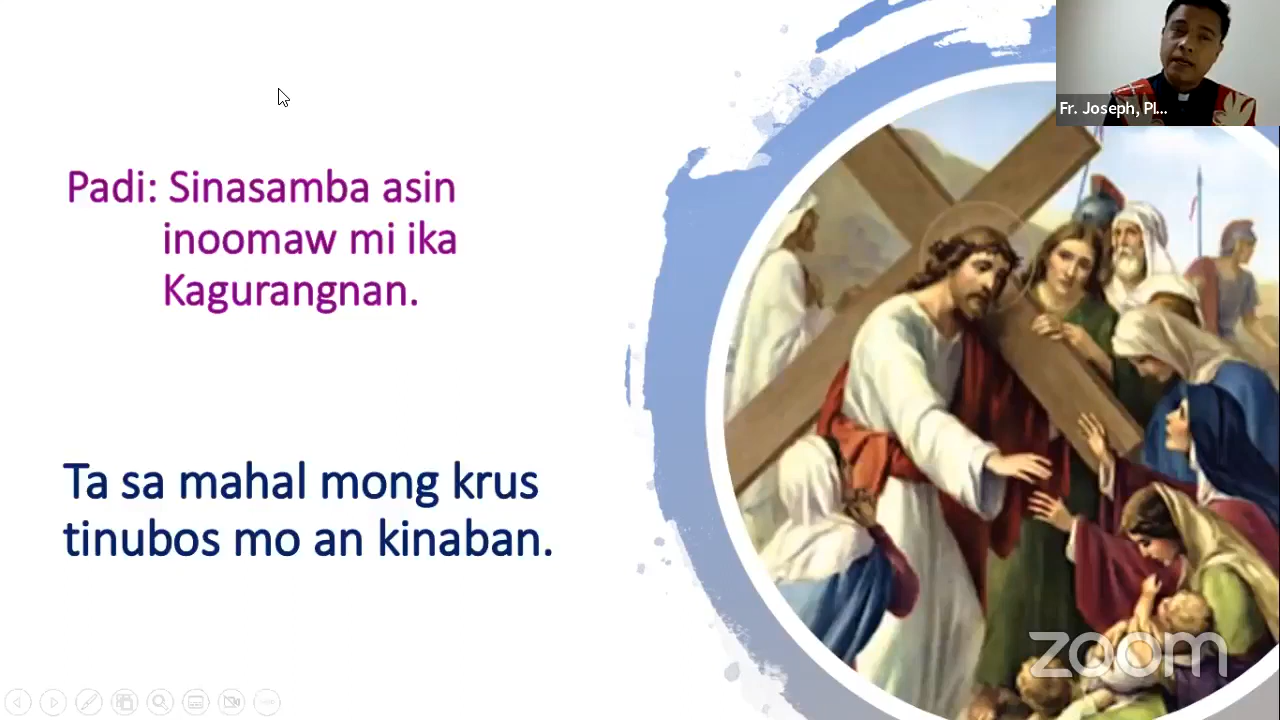 Padi: Sinasamba asin
inoomaw mi ika
Kagurangnan.
Ta sa mahal mong krus
tinubos mo an kinaban.
Fr. Joseph, Pl...
zoom